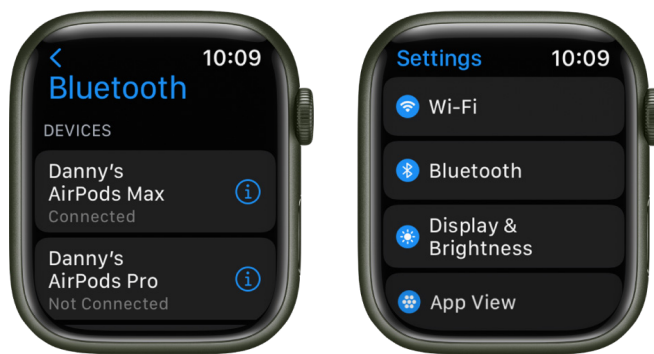 10:09
Bluetooth
DEVICES
Danny's
AirPods Max
Connected
Danny's
AirPods Pro
Not Connected
Settings 10:09
Wi-Fi
Bluetooth
Display &
Brightness
App View